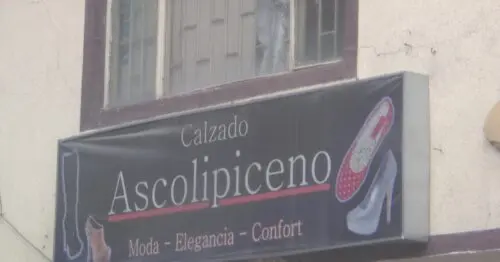 Calzado
Ascolipiceno
Moda - Elegancia - Confort